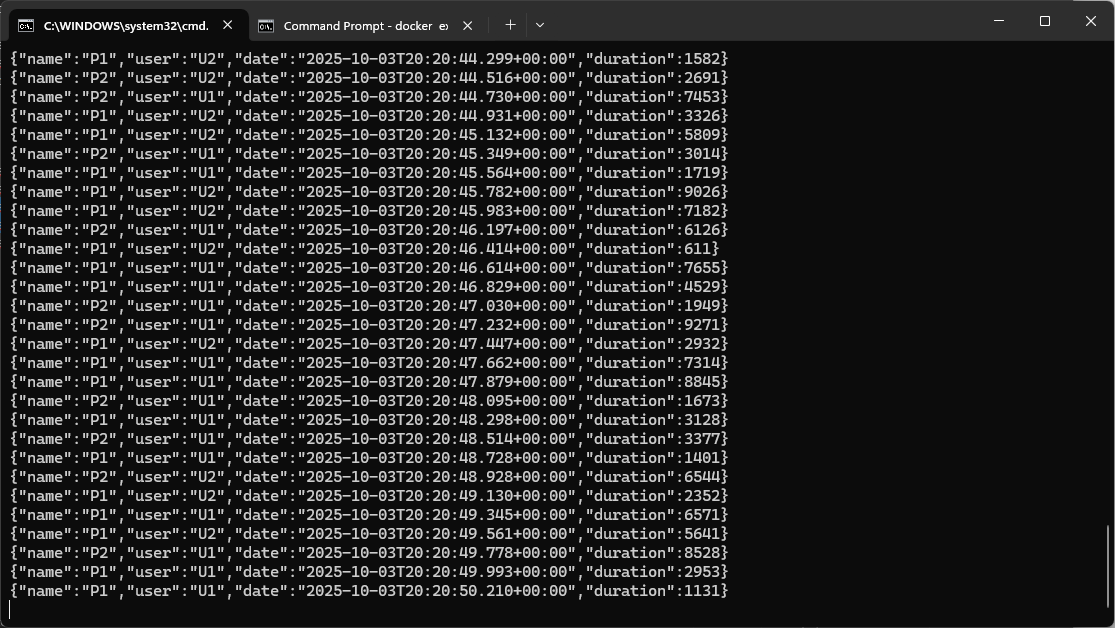 C:\WINDOWS\system32\cmd.
Command Prompt - docker ex
{"name":"P1","user":"U2","date":"2025-10-03T20:20:44.299+00:00","duration":1582}
{"name":"P2","user":"U2","date":"2025-10-03T20:20:44.516+00:00","duration":2691}
{"name":"P2","user":"U1","date":"2025-10-03T20:20:44.730+00:00","duration":7453}
{"name":"P1","user":"U2","date":"2025-10-03T20:20:44.931+00:00","duration":3326}
{"name":"P1","user":"U2","date":"2025-10-03T20:20:45.132+00:00","duration":5809}
{"name":"P2","user":"U1","date":"2025-10-03T20:20:45.349+00:00","duration":3014}
{"name":"P1","user":"U1","date":"2025-10-03T20:20:45.564+00:00","duration":1719}
{"name":"P1","user":"U2","date":"2025-10-03T20:20:45.782+00:00","duration":9026}
{"name":"P1","user":"U2","date":"2025-10-03T20:20:45.983+00:00","duration":7182}
{"name":"P2","user":"U1","date":"2025-10-03T20:20:46.197+00:00","duration":6126}
{"name":"P1","user":"U2","date":"2025-10-03T20:20:46.414+00:00","duration":611}
{"name":"P1","user":"U1","date":"2025-10-03T20:20:46.614+00:00","duration":7655}
{"name":"P1","user":"U1","date":"2025-10-03T20:20:46.829+00:00","duration":4529}
{"name":"P2","user":"U1","date":"2025-10-03T20:20:47.030+00:00","duration":1949}
{"name":"P2","user":"U1","date":"2025-10-03T20:20:47.232+00:00","duration":9271}
{"name":"P1","user":"U2","date":"2025-10-03T20:20:47.447+00:00","duration":2932}
{"name":"P1","user":"U1","date":"2025-10-03T20:20:47.662+00:00","duration":7314}
{"name":"P1","user":"U1","date":"2025-10-03T20:20:47.879+00:00","duration":8845}
{"name":"P2","user":"U1","date":"2025-10-03T20:20:48.095+00:00","duration":1673}
{"name":"P1","user":"U1","date":"2025-10-03T20:20:48.298+00:00","duration":3128}
{"name":"P2","user":"U1","date":"2025-10-03T20:20:48.514+00:00","duration":3377}
{"name":"P1","user":"U1","date":"2025-10-03T20:20:48.728+00:00","duration":1401}
{"name":"P2","user":"U2","date":"2025-10-03T20:20:48.928+00:00","duration":6544}
{"name":"P1","user":"U2","date":"2025-10-03T20:20:49.130+00:00","duration":2352}
{"name":"P1","user":"U1","date":"2025-10-03T20:20:49.345+00:00","duration":6571}
{"name":"P1","user":"U2","date":"2025-10-03T20:20:49.561+00:00","duration":5641}
{"name":"P2","user":"U1","date":"2025-10-03T20:20:49.778+00:00","duration":8528}
{"name":"P1","user":"U1","date":"2025-10-03T20:20:49.993+00:00","duration":2953}
{"name":"P1","user":"U1","date":"2025-10-03T20:20:50.210+00:00","duration":1131}